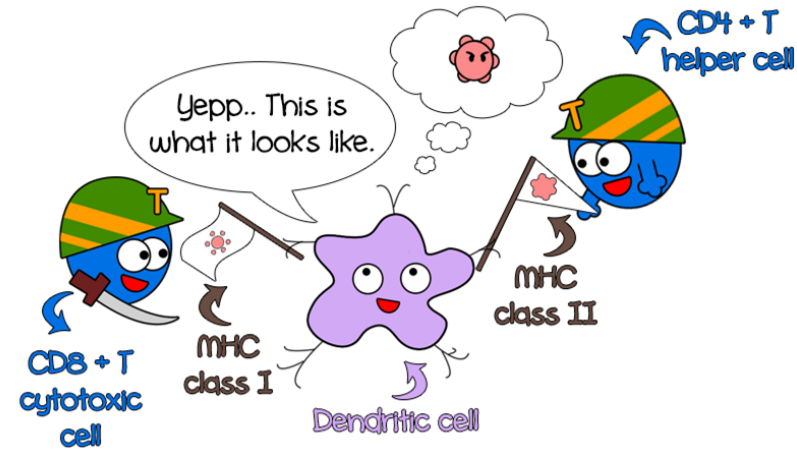 CD4 + T
helper cell
Yepp.. This is
what it looks like.
T
T
MHC
class II
MHC
class I
CD8 + T
cytotoxic
cell
Dendritic cell